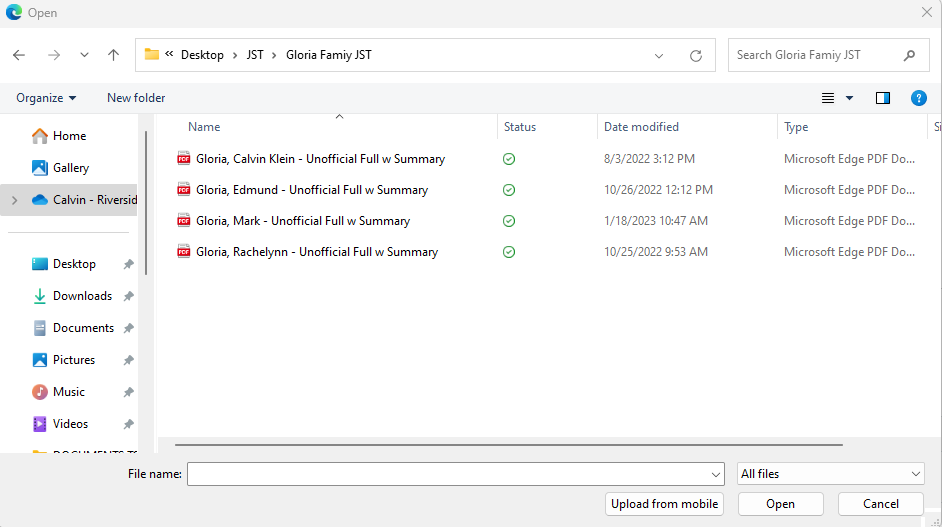 Open
« Desktop > JST > Gloria Famiy JST
Search Gloria Famiy JST
Organize
New folder
Name
Status
Date modified
Type
Home
Gallery
Calvin - Riversid
Desktop
Downloads
Documents
Pictures
Music
Videos
Gloria, Calvin Klein - Unofficial Full w Summary 8/3/2022 3:12 PM Microsoft Edge PDF Do...
Gloria, Edmund - Unofficial Full w Summary 10/26/2022 12:12 PM Microsoft Edge PDF Do...
Gloria, Mark - Unofficial Full w Summary 1/18/2023 10:47 AM Microsoft Edge PDF Do...
Gloria, Rachelynn - Unofficial Full w Summary 10/25/2022 9:53 AM Microsoft Edge PDF Do...
File name:
All files
Upload from mobile
Open
Cancel